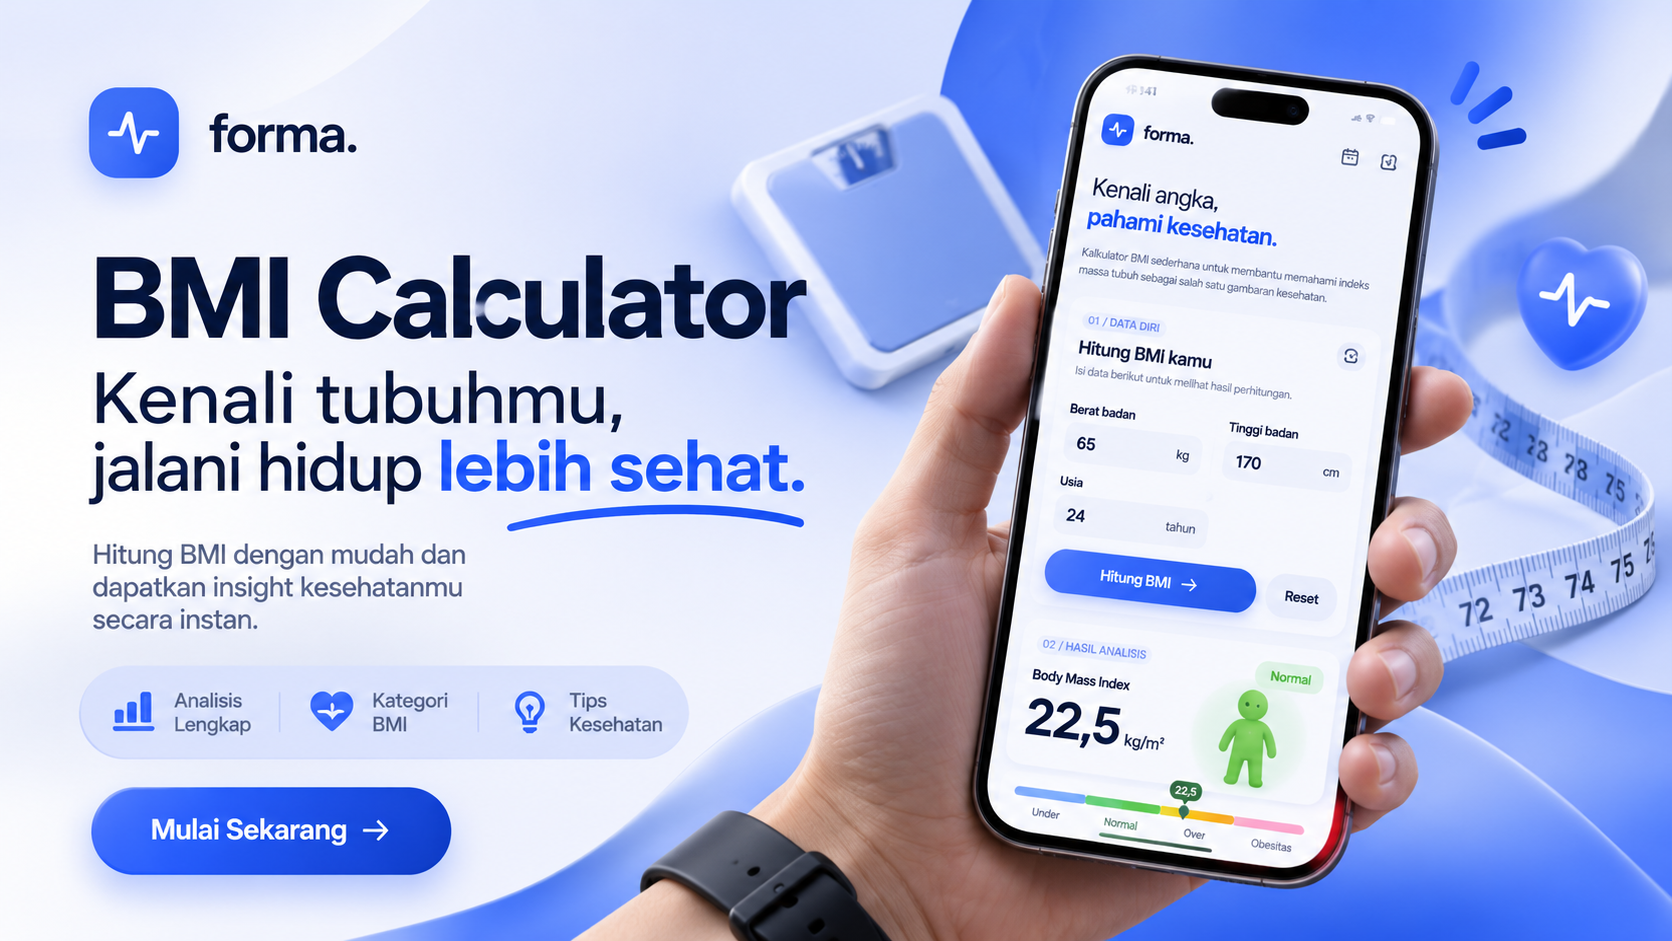 forma.
BMI Calculator
Kenali tubuhmu,
jalani hidup lebih sehat.
Hitung BMI dengan mudah dan
dapatkan insight kesehatanmu
secara instan.
Analisis
Lengkap
Kategori
BMI
Tips
Kesehatan
Mulai Sekarang →
forma.
Kenali angka,
pahami kesehatan.
Kalkulator BMI sederhana untuk membantu memahami indeks
massa tubuh sebagai salah satu gambaran kesehatan.
01 / DATA DIRI
Hitung BMI kamu
Isi data berikut untuk melihat hasil perhitungan.
Berat badan
65 kg
Tinggi badan
170 cm
Usia
24 tahun
Hitung BMI →
Reset
02 / HASIL ANALISIS
Normal
Body Mass Index
22,5 kg/m²
22,5
Under
Normal
Over
Obesitas
72 73 74 75